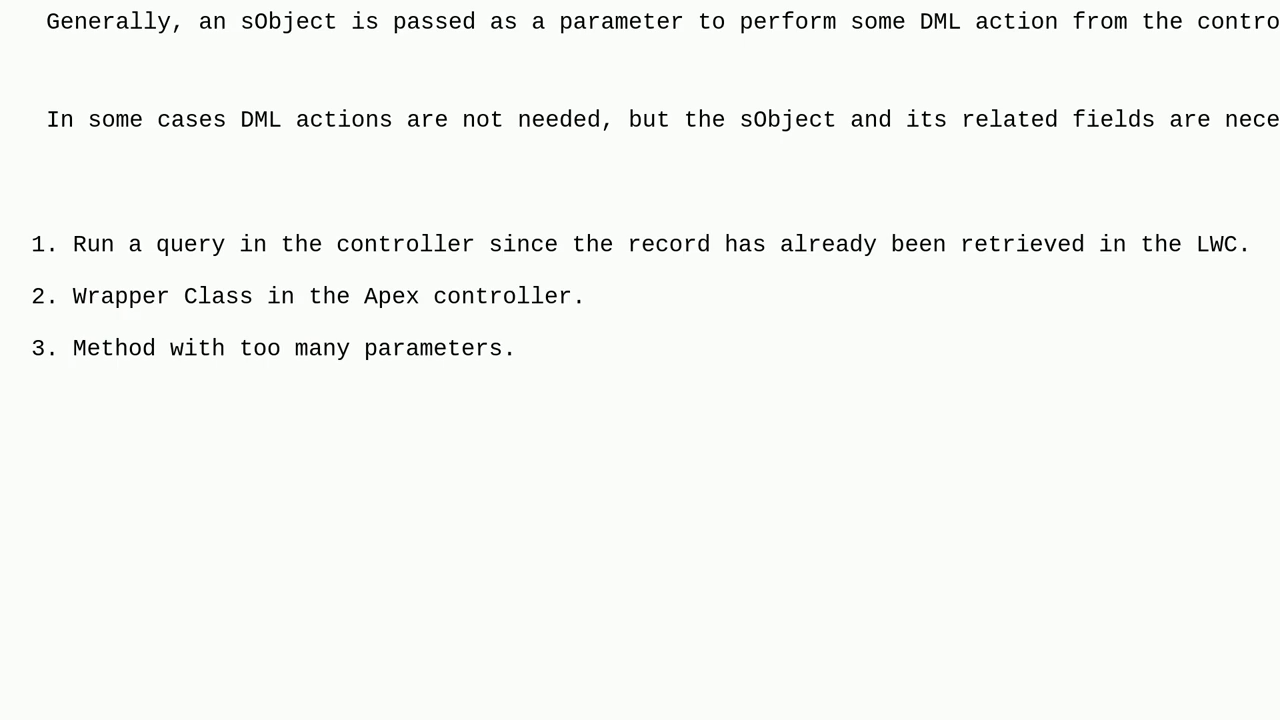 Generally, an sObject is passed as a parameter to perform some DML action from the contro
In some cases DML actions are not needed, but the sObject and its related fields are nece
1. Run a query in the controller since the record has already been retrieved in the LWC.
2. Wrapper Class in the Apex controller.
3. Method with too many parameters.